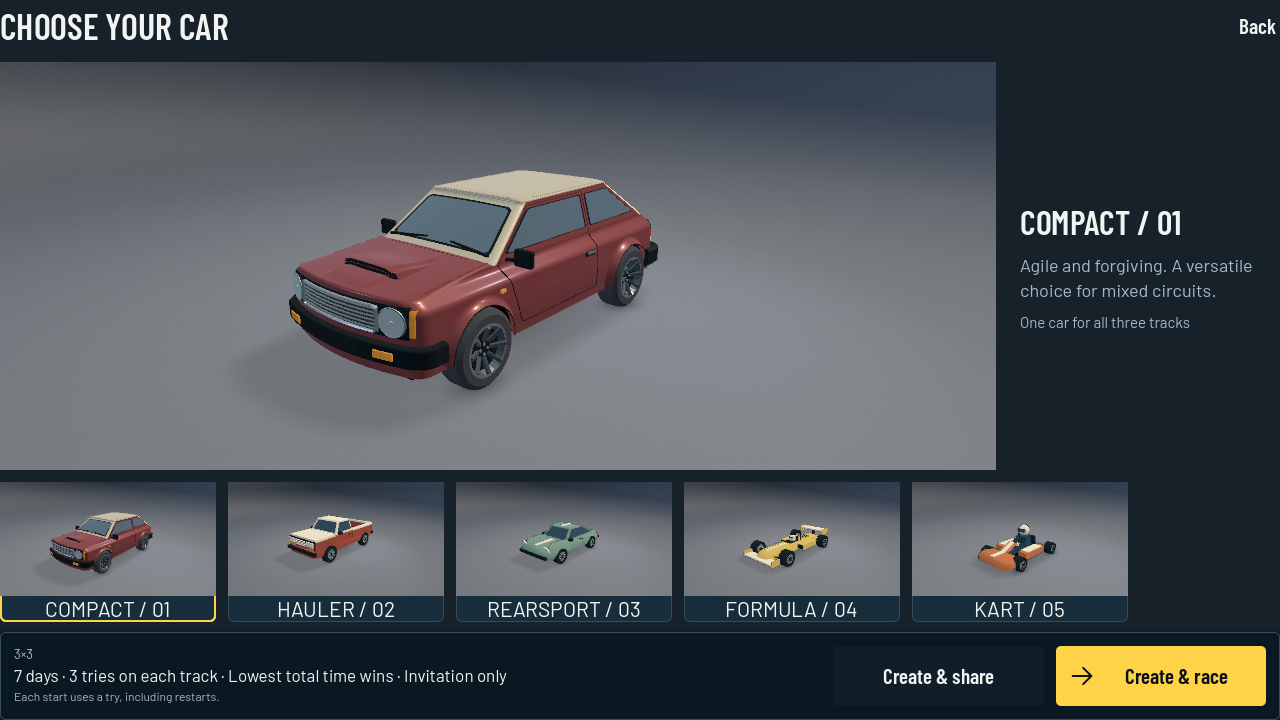 CHOOSE YOUR CAR
Back
COMPACT / 01
Agile and forgiving. A versatile
choice for mixed circuits.
One car for all three tracks
COMPACT / 01
HAULER / 02
REARSPORT / 03
FORMULA / 04
KART / 05
3×3
7 days · 3 tries on each track · Lowest total time wins · Invitation only
Each start uses a try, including restarts.
Create & share
Create & race